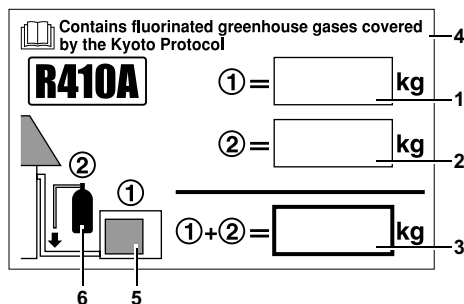 Contains fluorinated greenhouse gases covered
by the Kyoto Protocol
4
R410A
①=
kg
1
②=
kg
2
②
①
①+②=
kg
3
6
5